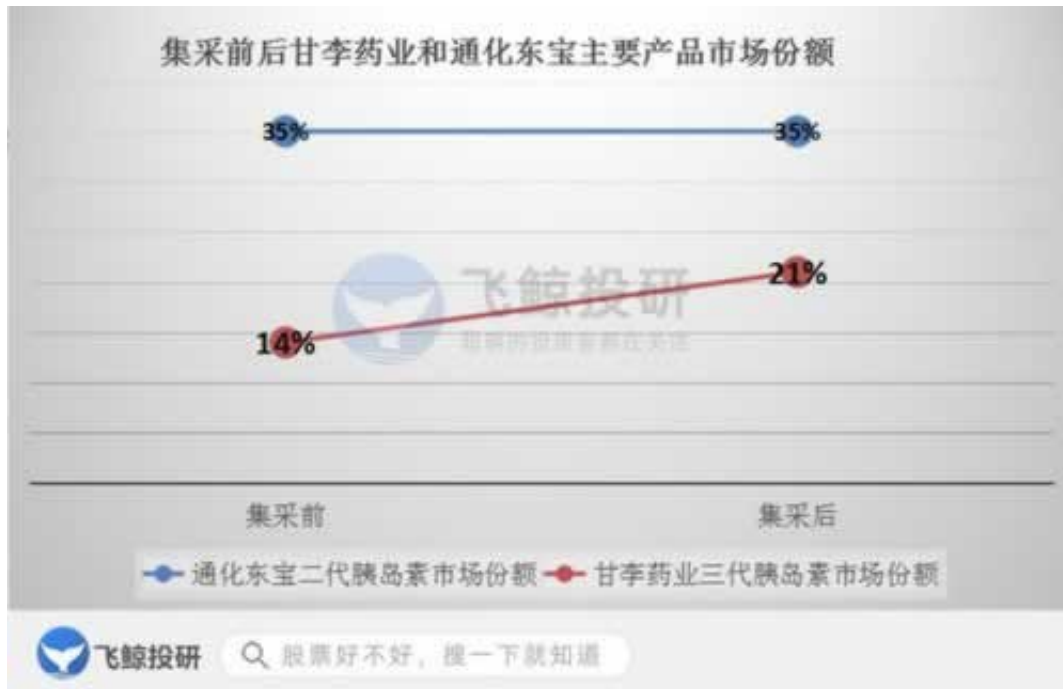 集采前后甘李药业和通化东宝主要产品市场份额
35% 35%
飞鲸投研
21%
14%
集采前 集采后
通化东宝二代胰岛素市场份额 甘李药业三代胰岛素市场份额
飞鲸投研 股票好不好，搜一下就知道